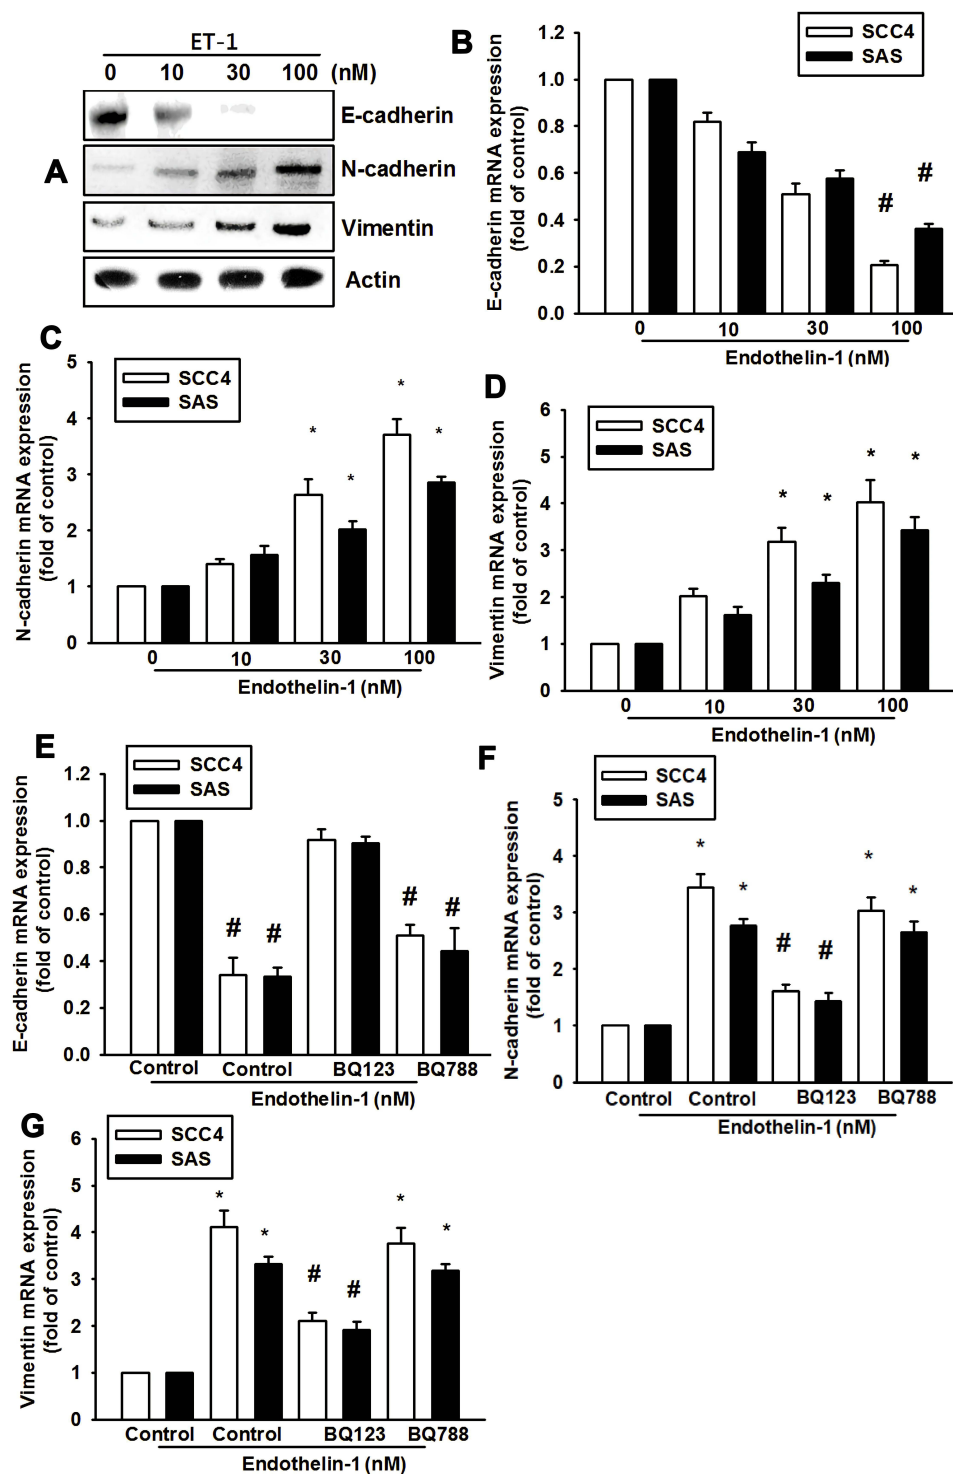 A
ET-1
0 10 30 100 (nM)
E-cadherin
N-cadherin
Vimentin
Actin
B
E-cadherin mRNA expression
(fold of control)
1.2
1.0
0.8
0.6
0.4
0.2
0.0
SCC4
SAS
# #
0 10 30 100
Endothelin-1 (nM)
C
N-cadherin mRNA expression
(fold of control)
5
4
3
2
1
0
SCC4
SAS
* * * *
0 10 30 100
Endothelin-1 (nM)
D
Vimentin mRNA expression
(fold of control)
6
5
4
3
2
1
0
SCC4
SAS
* * * *
0 10 30 100
Endothelin-1 (nM)
E
E-cadherin mRNA expression
(fold of control)
1.2
1.0
0.8
0.6
0.4
0.2
0.0
SCC4
SAS
# # # #
Control Control BQ123 BQ788
Endothelin-1 (nM)
F
N-cadherin mRNA expression
(fold of control)
5
4
3
2
1
0
SCC4
SAS
* * # # * *
Control Control BQ123 BQ788
Endothelin-1 (nM)
G
Vimentin mRNA expression
(fold of control)
6
5
4
3
2
1
0
SCC4
SAS
* * # # * *
Control Control BQ123 BQ788
Endothelin-1 (nM)